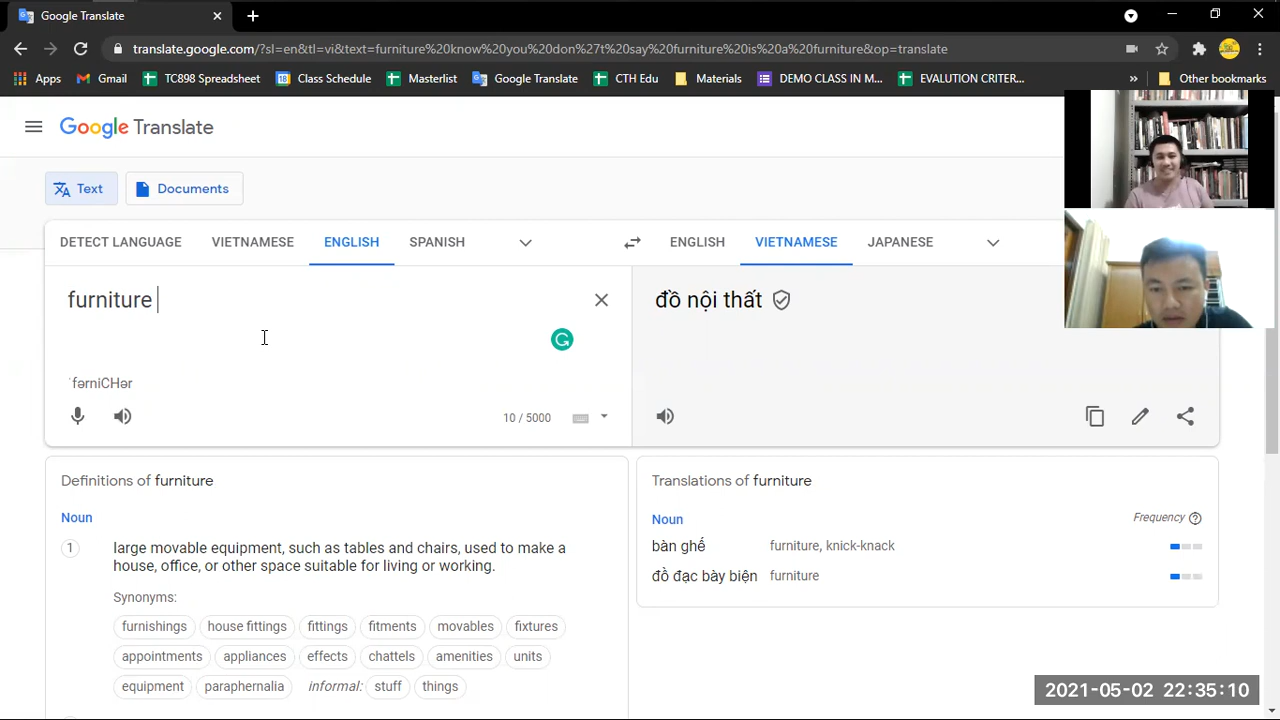 Google Translate
translate.google.com/?sl=en&tl=vi&text=furniture%20know%20you%20don%27t%20say%20furniture%20is%20a%20furniture&op=translate
Apps Gmail TC898 Spreadsheet Class Schedule Masterlist Google Translate CTH Edu Materials DEMO CLASS IN M... EVALUTION CRITER... » Other bookmarks
Google Translate
Text Documents
DETECT LANGUAGE VIETNAMESE ENGLISH SPANISH ENGLISH VIETNAMESE JAPANESE
furniture
đồ nội thất
ˈfərniCHər
10 / 5000
Definitions of furniture
Noun
1 large movable equipment, such as tables and chairs, used to make a
house, office, or other space suitable for living or working.
Synonyms:
furnishings house fittings fittings fitments movables fixtures
appointments appliances effects chattels amenities units
equipment paraphernalia informal: stuff things
Translations of furniture
Noun Frequency
bàn ghế furniture, knick-knack
đồ đạc bày biện furniture
2021-05-02 22:35:10